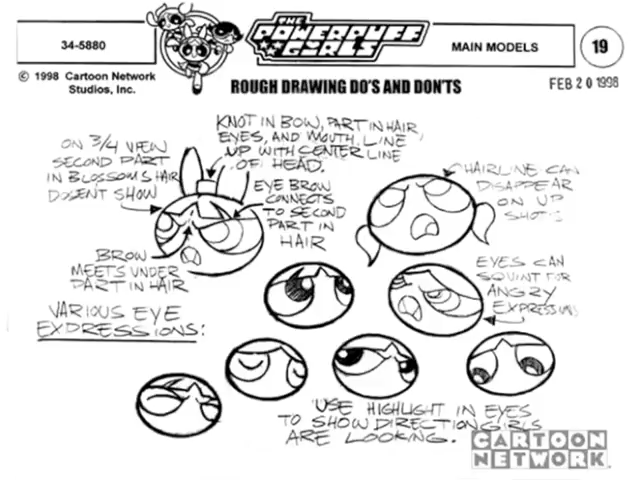 34-5880
THE
POWERPUFF
GIRLS
MAIN MODELS
19
© 1998 Cartoon Network
Studios, Inc.
ROUGH DRAWING DO'S AND DON'TS
FEB 20 1998
KNOT IN BOW, PART IN HAIR,
EYES, AND MOUTH LINE
UP WITH CENTER LINE
OF HEAD.
ON 3/4 VIEW
SECOND PART
IN BLOSSOMS HAIR
DOSENT SHOW
EYE BROW
CONNECTS
TO SECOND
PART IN
HAIR
HAIRLINE CAN
DISAPPEAR
ON UP
SHOTS
BROW
MEETS UNDER
PART IN HAIR
EYES CAN
SQUINT FOR
ANGRY
EXPRESSIONS
VARIOUS EYE
EXPRESSIONS:
USE HIGHLIGHT IN EYES
TO SHOW DIRECTION GIRLS
ARE LOOKING.
CARTOON
NETWORK